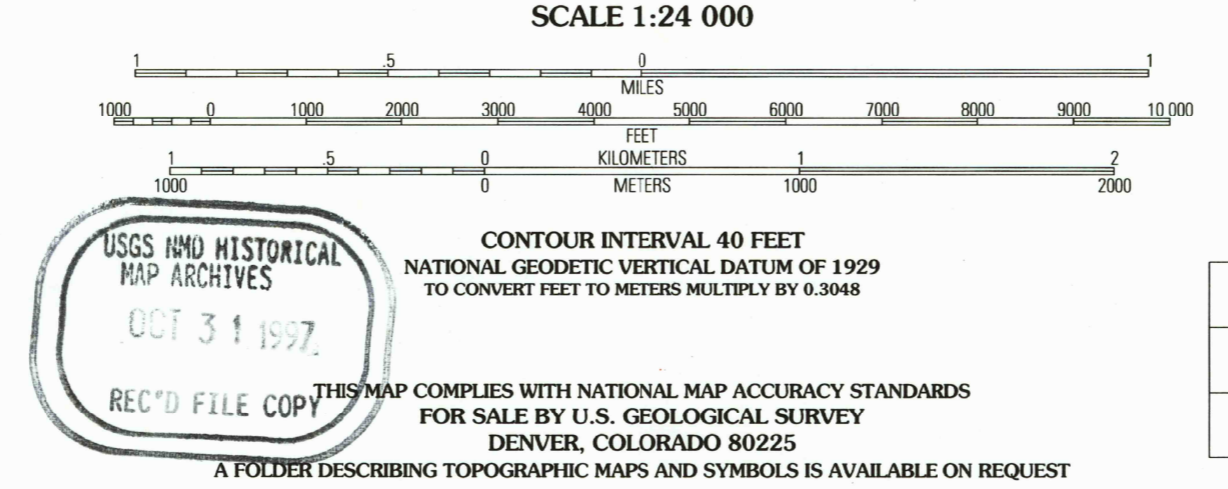 SCALE 1:24 000
1 .5 0 1
MILES
1000 0 1000 2000 3000 4000 5000 6000 7000 8000 9000 10 000
FEET
1 .5 0 KILOMETERS 1 2
1000 0 METERS 1000 2000
CONTOUR INTERVAL 40 FEET
NATIONAL GEODETIC VERTICAL DATUM OF 1929
TO CONVERT FEET TO METERS MULTIPLY BY 0.3048
USGS NMD HISTORICAL
MAP ARCHIVES
OCT 31 1997
REC'D FILE COPY
THIS MAP COMPLIES WITH NATIONAL MAP ACCURACY STANDARDS
FOR SALE BY U.S. GEOLOGICAL SURVEY
DENVER, COLORADO 80225
A FOLDER DESCRIBING TOPOGRAPHIC MAPS AND SYMBOLS IS AVAILABLE ON REQUEST